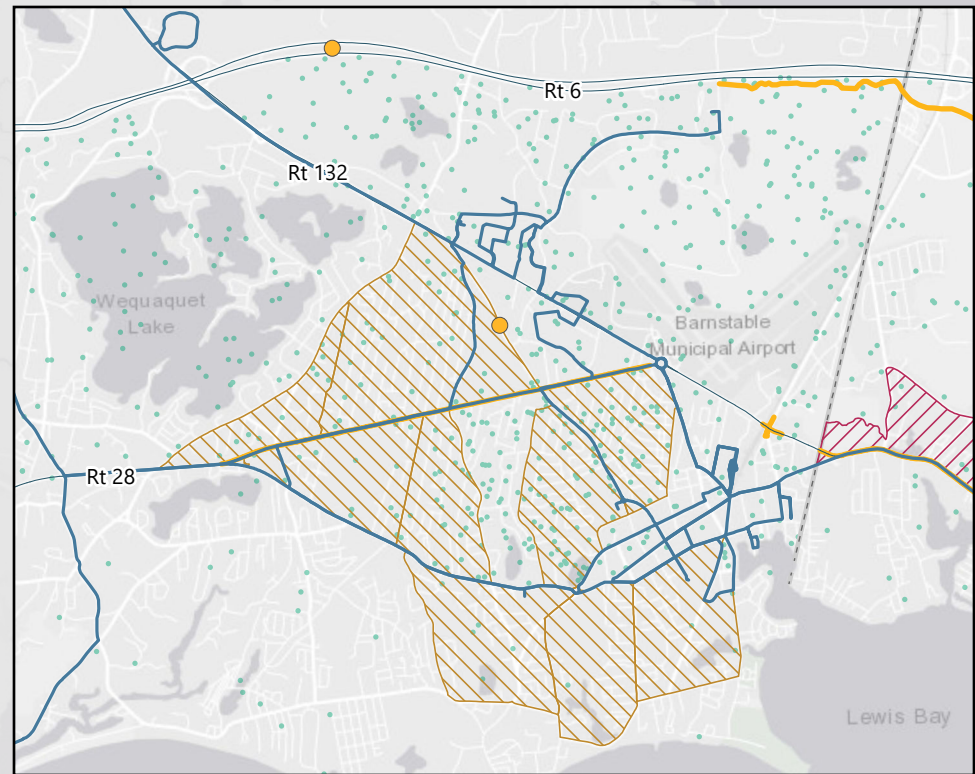 Rt 6
Rt 132
Wequaquet
Lake
Barnstable
Municipal Airport
Rt 28
Lewis Bay